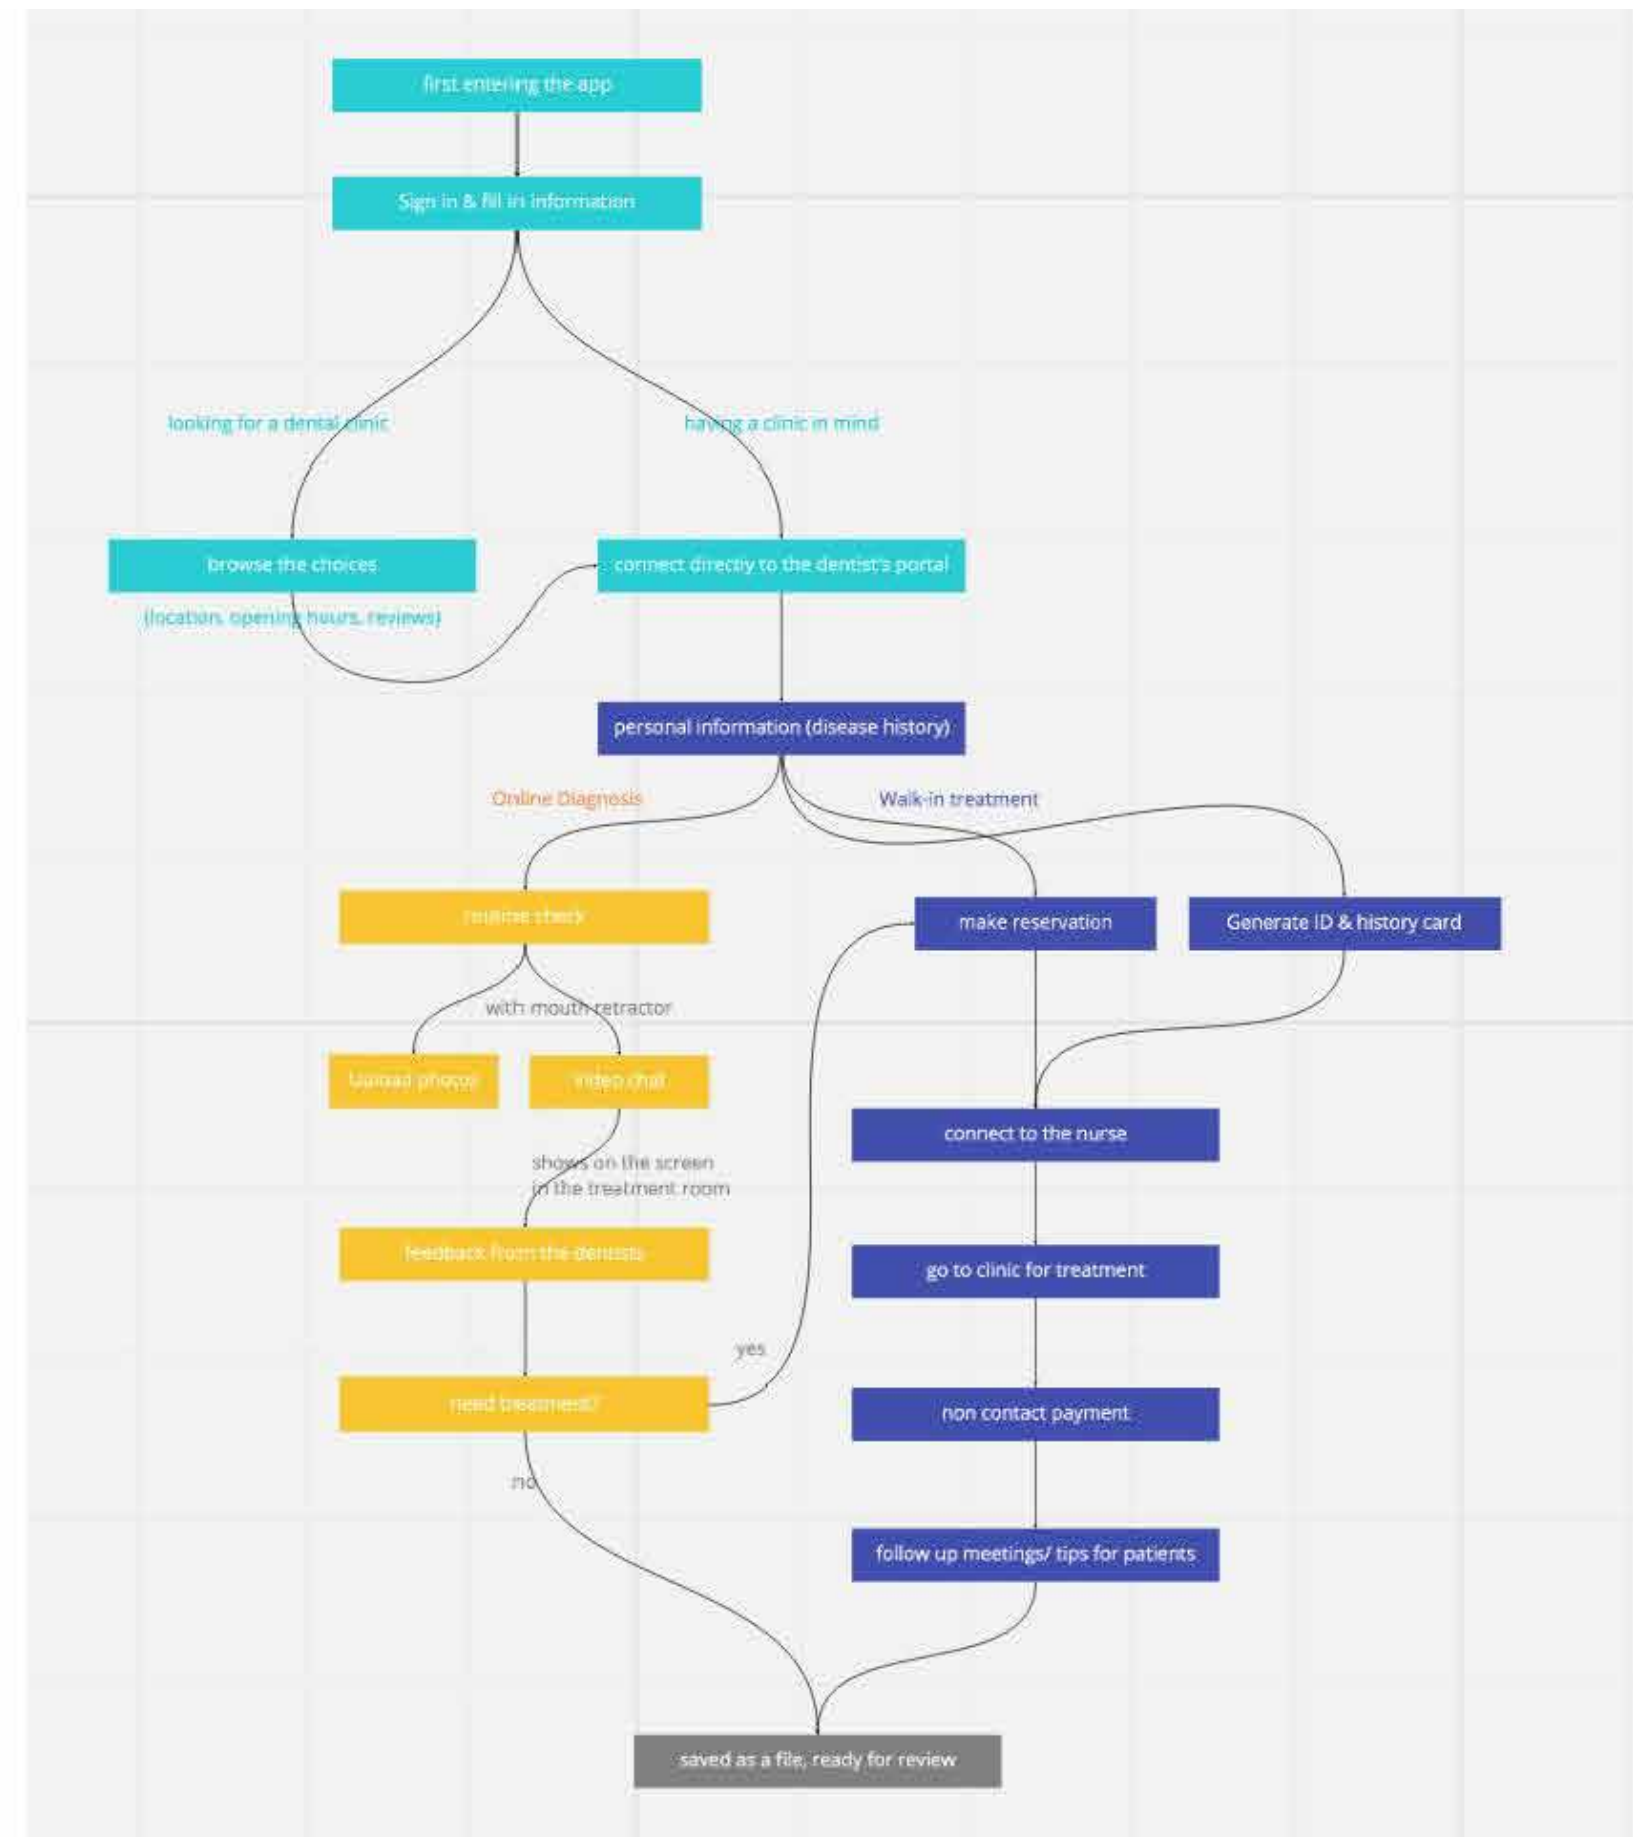 first entering the app
Sign in & fill in information
looking for a dental clinic
having a clinic in mind
browse the choices
connect directly to the dentist's portal
(location, opening hours, reviews)
personal information (disease history)
Online Diagnosis
Walk-in treatment
routine check
make reservation
Generate ID & history card
with mouth retractor
Upload photos
video chat
connect to the nurse
shows on the screen
in the treatment room
feedback from the dentists
go to clinic for treatment
yes
need treatment?
non contact payment
no
follow up meetings/ tips for patients
saved as a file, ready for review